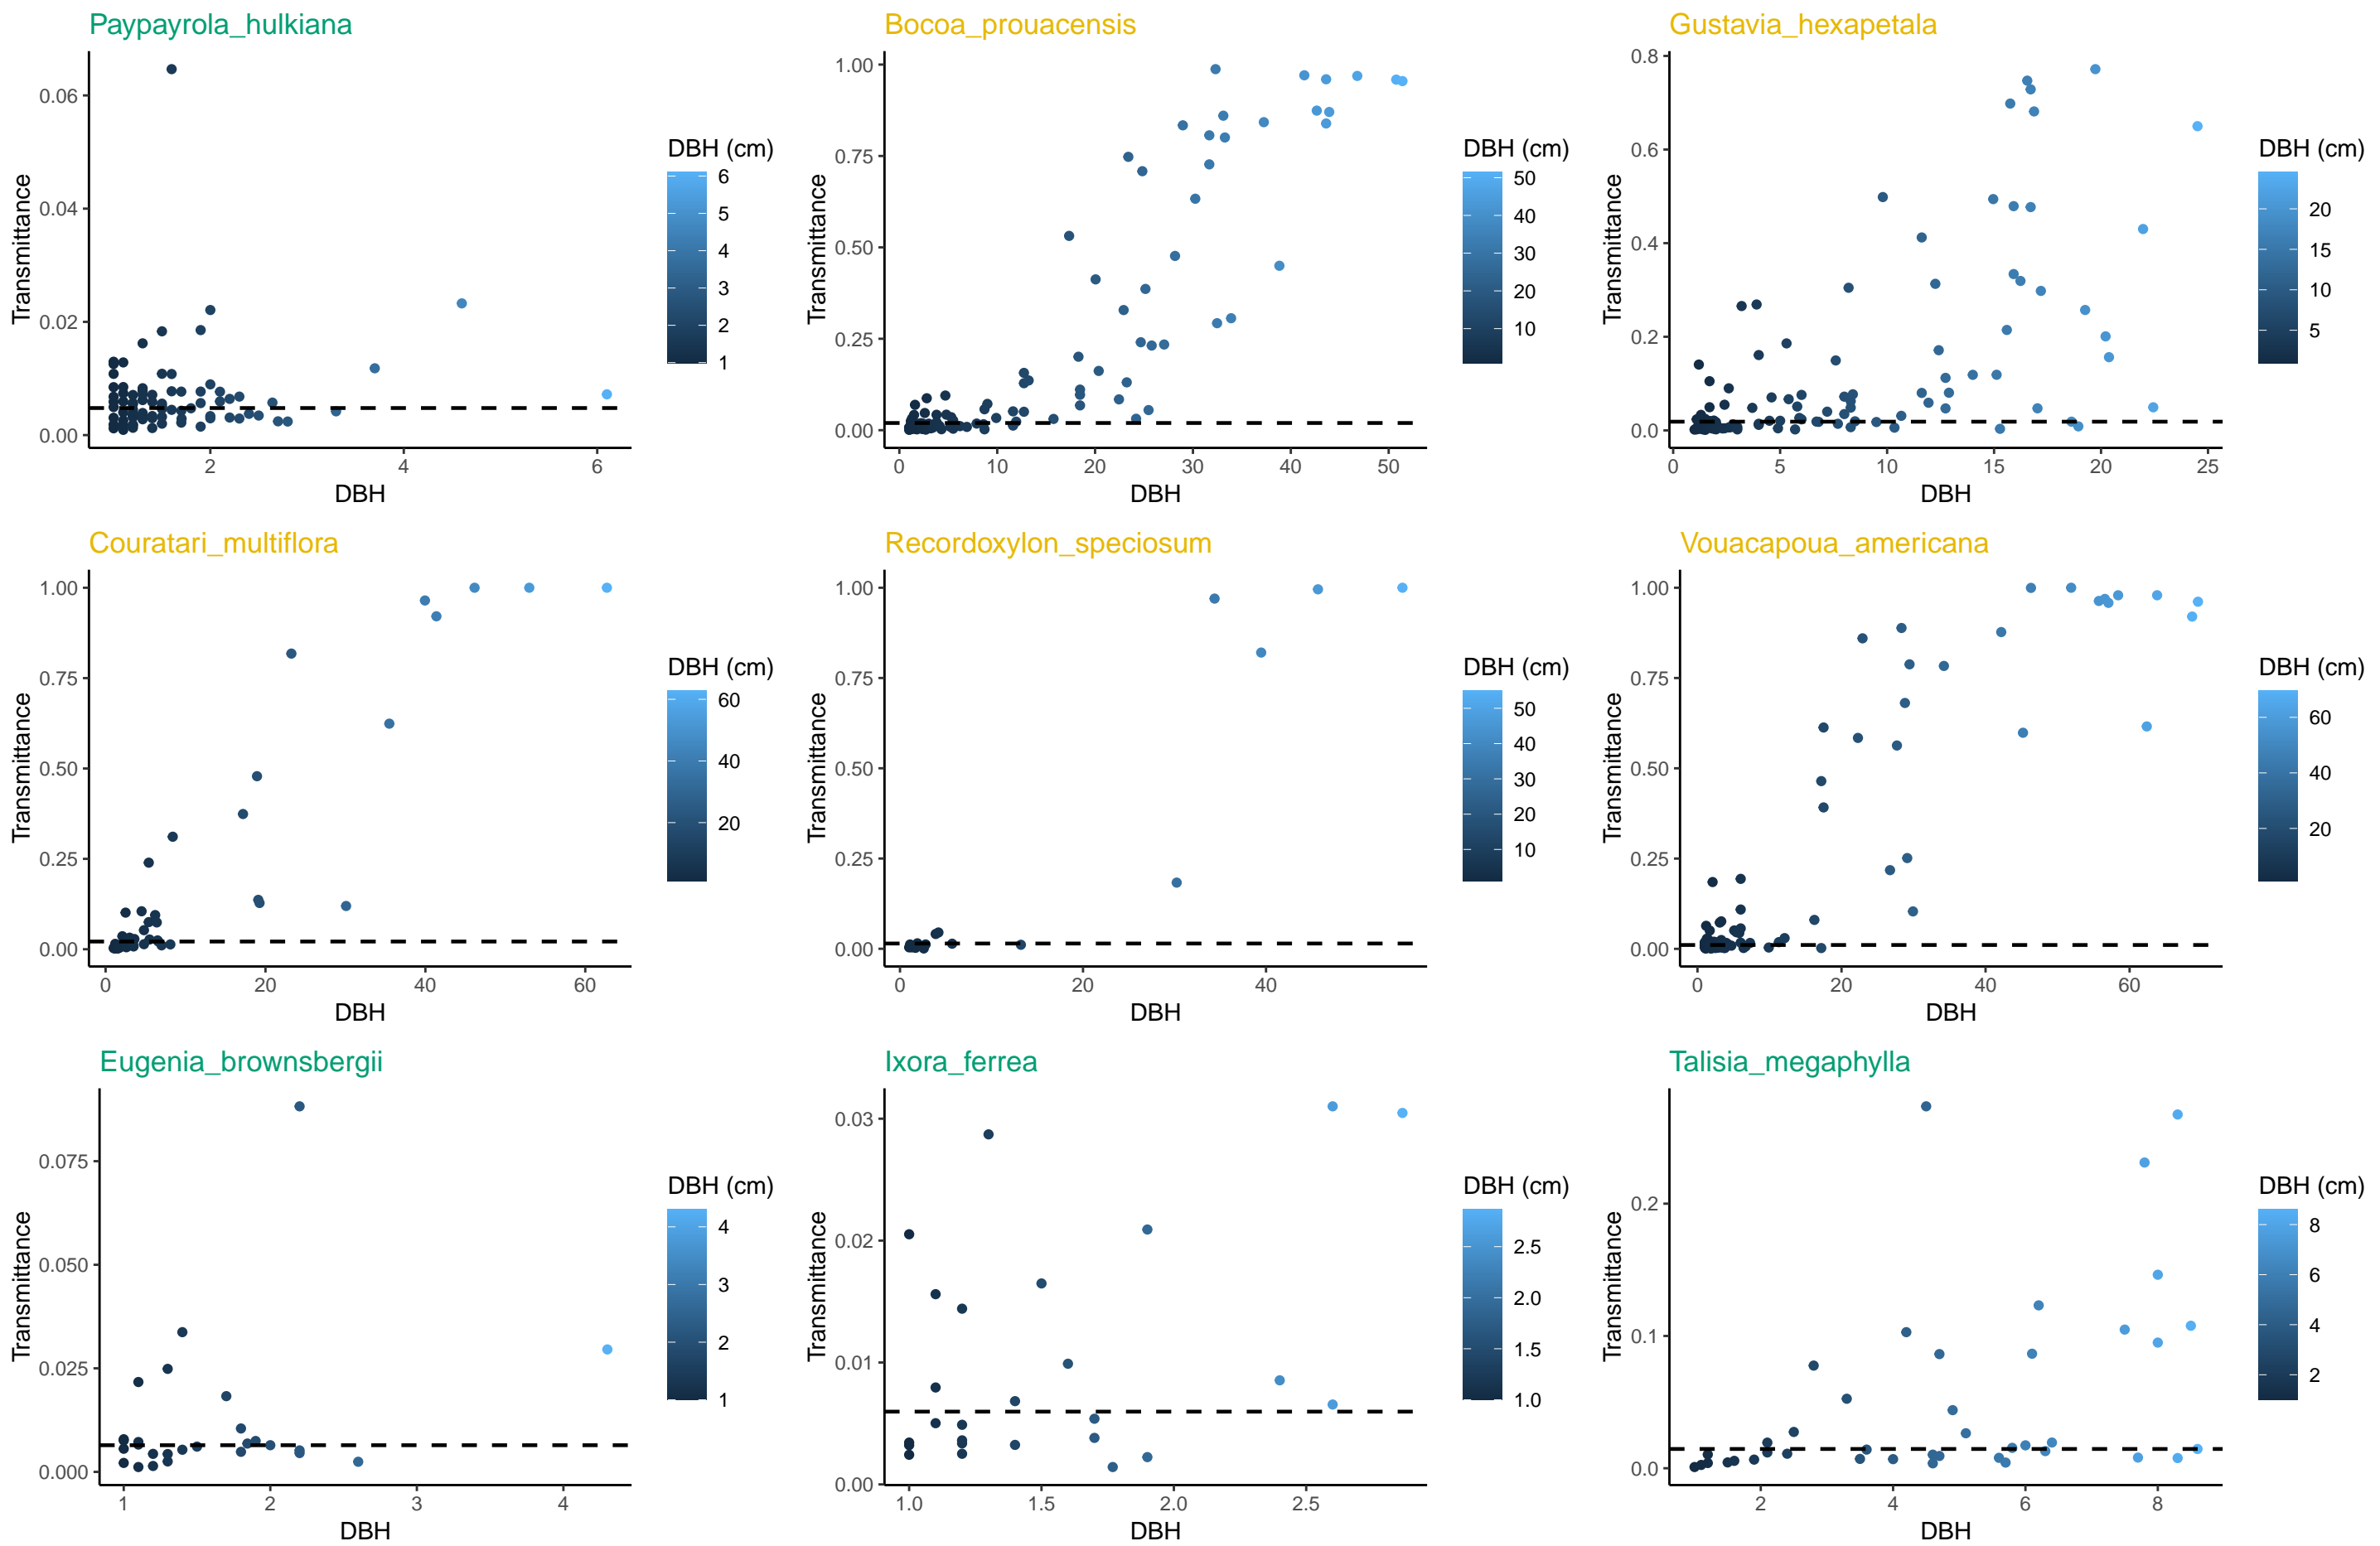 Paypayrola_hulkiana
Transmittance
0.06
0.04
0.02
0.00
2 4 6
DBH
DBH (cm)
6
5
4
3
2
1
Bocoa_prouacensis
Transmittance
1.00
0.75
0.50
0.25
0.00
0 10 20 30 40 50
DBH
DBH (cm)
50
40
30
20
10
Gustavia_hexapetala
Transmittance
0.8
0.6
0.4
0.2
0.0
0 5 10 15 20 25
DBH
DBH (cm)
20
15
10
5
Couratari_multiflora
Transmittance
1.00
0.75
0.50
0.25
0.00
0 20 40 60
DBH
DBH (cm)
60
40
20
Recordoxylon_speciosum
Transmittance
1.00
0.75
0.50
0.25
0.00
0 20 40
DBH
DBH (cm)
50
40
30
20
10
Vouacapoua_americana
Transmittance
1.00
0.75
0.50
0.25
0.00
0 20 40 60
DBH
DBH (cm)
60
40
20
Eugenia_brownsbergii
Transmittance
0.075
0.050
0.025
0.000
1 2 3 4
DBH
DBH (cm)
4
3
2
1
Ixora_ferrea
Transmittance
0.03
0.02
0.01
0.00
1.0 1.5 2.0 2.5
DBH
DBH (cm)
2.5
2.0
1.5
1.0
Talisia_megaphylla
Transmittance
0.2
0.1
0.0
2 4 6 8
DBH
DBH (cm)
8
6
4
2